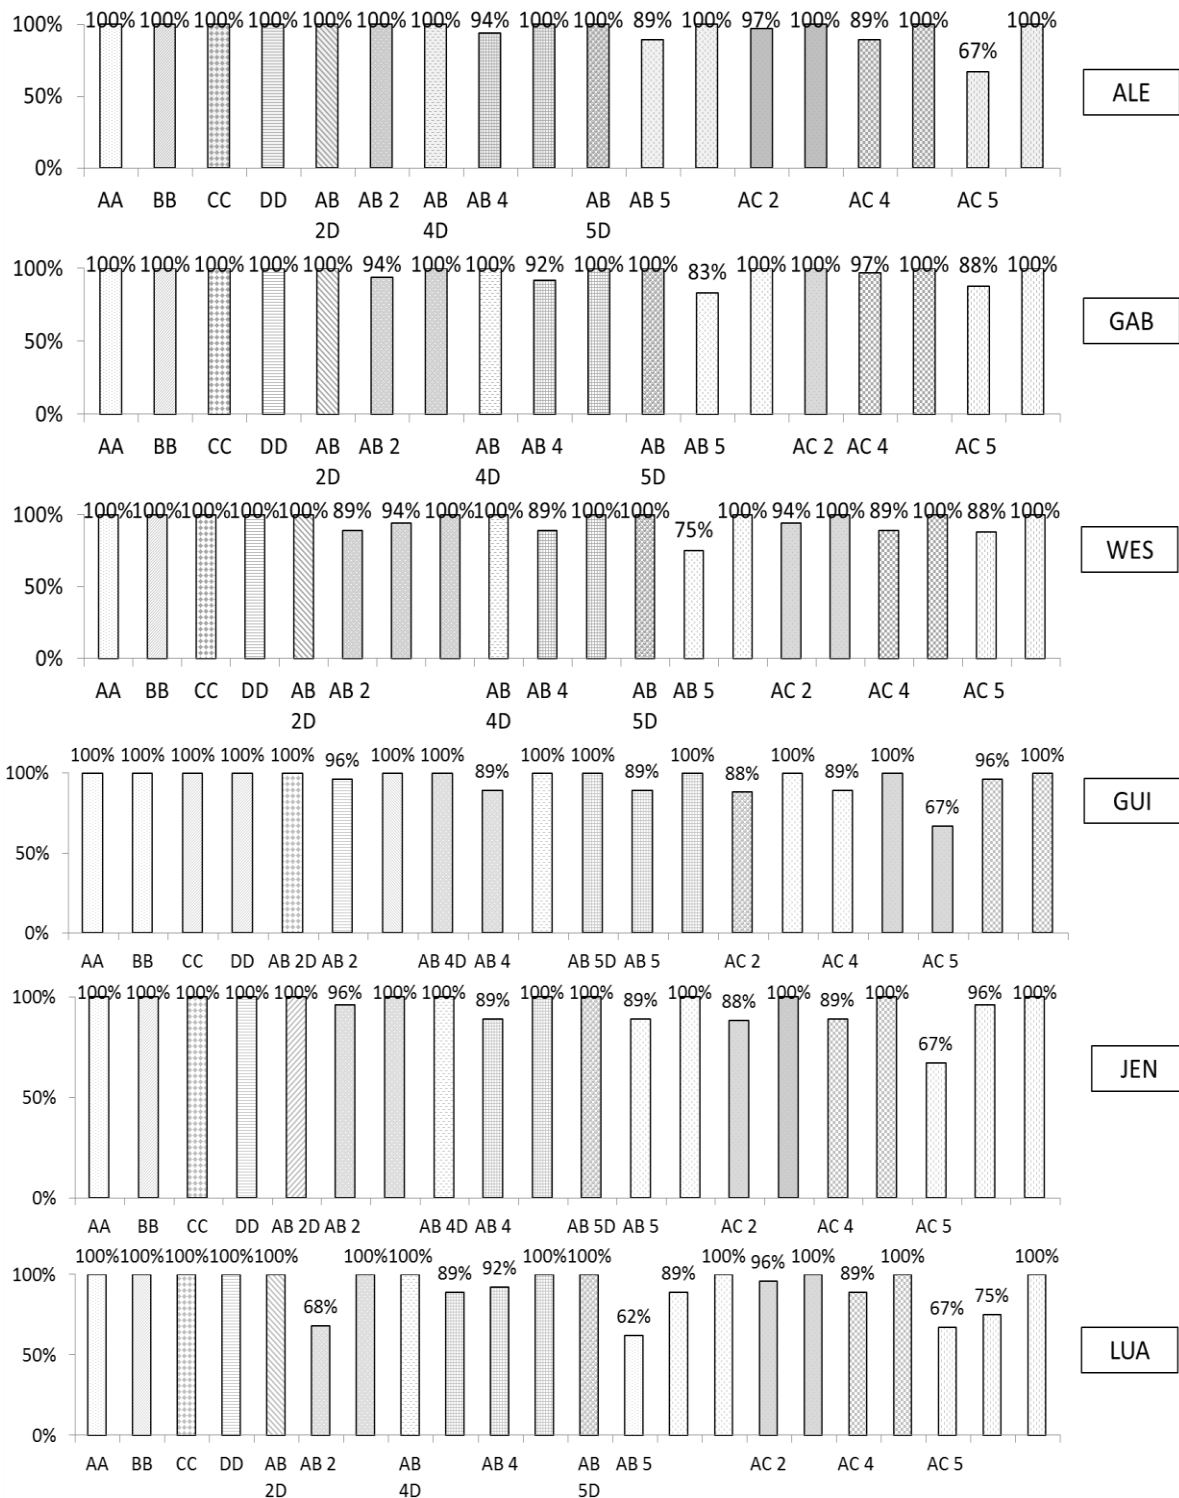 100% 100% 100% 100% 100% 100% 100% 94% 100% 100% 89% 100% 97% 100% 89% 100% 67% 100%
100%
50%
0%
AA BB CC DD AB 2D AB 2 AB 4D AB 4 AB 5D AB 5 AC 2 AC 4 AC 5
ALE
100% 100% 100% 100% 100% 94% 100% 100% 92% 100% 100% 83% 100% 100% 97% 100% 88% 100%
100%
50%
0%
AA BB CC DD AB 2D AB 2 AB 4D AB 4 AB 5D AB 5 AC 2 AC 4 AC 5
GAB
100% 100% 100% 100% 100% 89% 94% 100% 100% 89% 100% 100% 75% 100% 94% 100% 89% 100% 88% 100%
100%
50%
0%
AA BB CC DD AB 2D AB 2 AB 4D AB 4 AB 5D AB 5 AC 2 AC 4 AC 5
WES
100% 100% 100% 100% 100% 96% 100% 100% 89% 100% 100% 89% 100% 88% 100% 89% 100% 67% 96% 100%
100%
50%
0%
AA BB CC DD AB 2D AB 2 AB 4D AB 4 AB 5D AB 5 AC 2 AC 4 AC 5
GUI
100% 100% 100% 100% 100% 96% 100% 100% 89% 100% 100% 89% 100% 88% 100% 89% 100% 67% 96% 100%
100%
50%
0%
AA BB CC DD AB 2D AB 2 AB 4D AB 4 AB 5D AB 5 AC 2 AC 4 AC 5
JEN
100% 100% 100% 100% 100% 68% 100% 100% 89% 92% 100% 100% 62% 89% 100% 96% 100% 89% 100% 67% 75% 100%
100%
50%
0%
AA BB CC DD AB 2D AB 2 AB 4D AB 4 AB 5D AB 5 AC 2 AC 4 AC 5
LUA